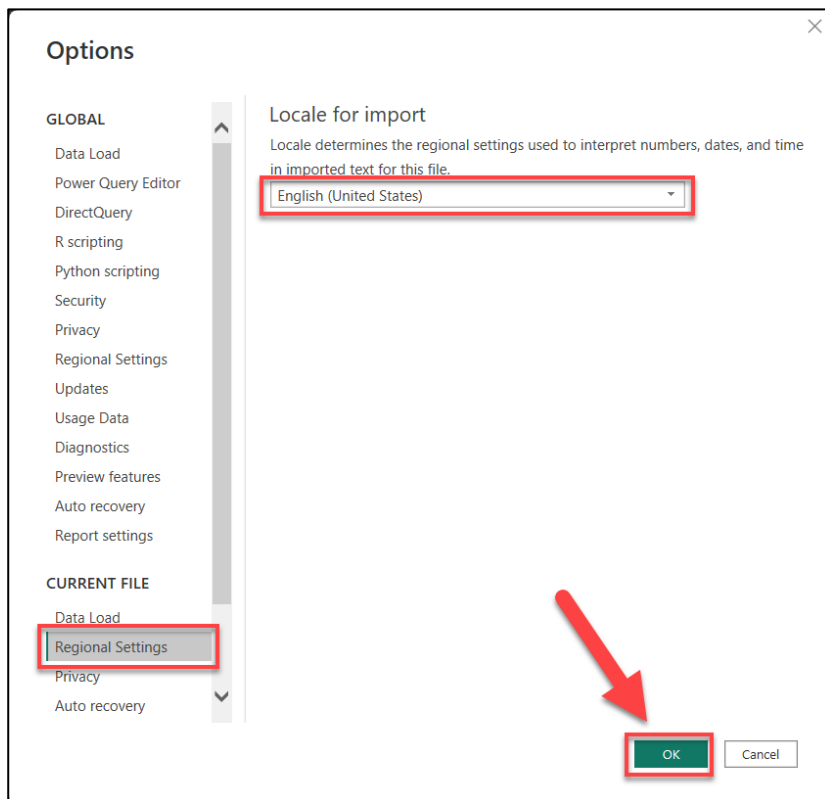 Options
GLOBAL
Data Load
Power Query Editor
DirectQuery
R scripting
Python scripting
Security
Privacy
Regional Settings
Updates
Usage Data
Diagnostics
Preview features
Auto recovery
Report settings
CURRENT FILE
Data Load
Regional Settings
Privacy
Auto recovery
Locale for import
Locale determines the regional settings used to interpret numbers, dates, and time
in imported text for this file.
English (United States)
OK
Cancel